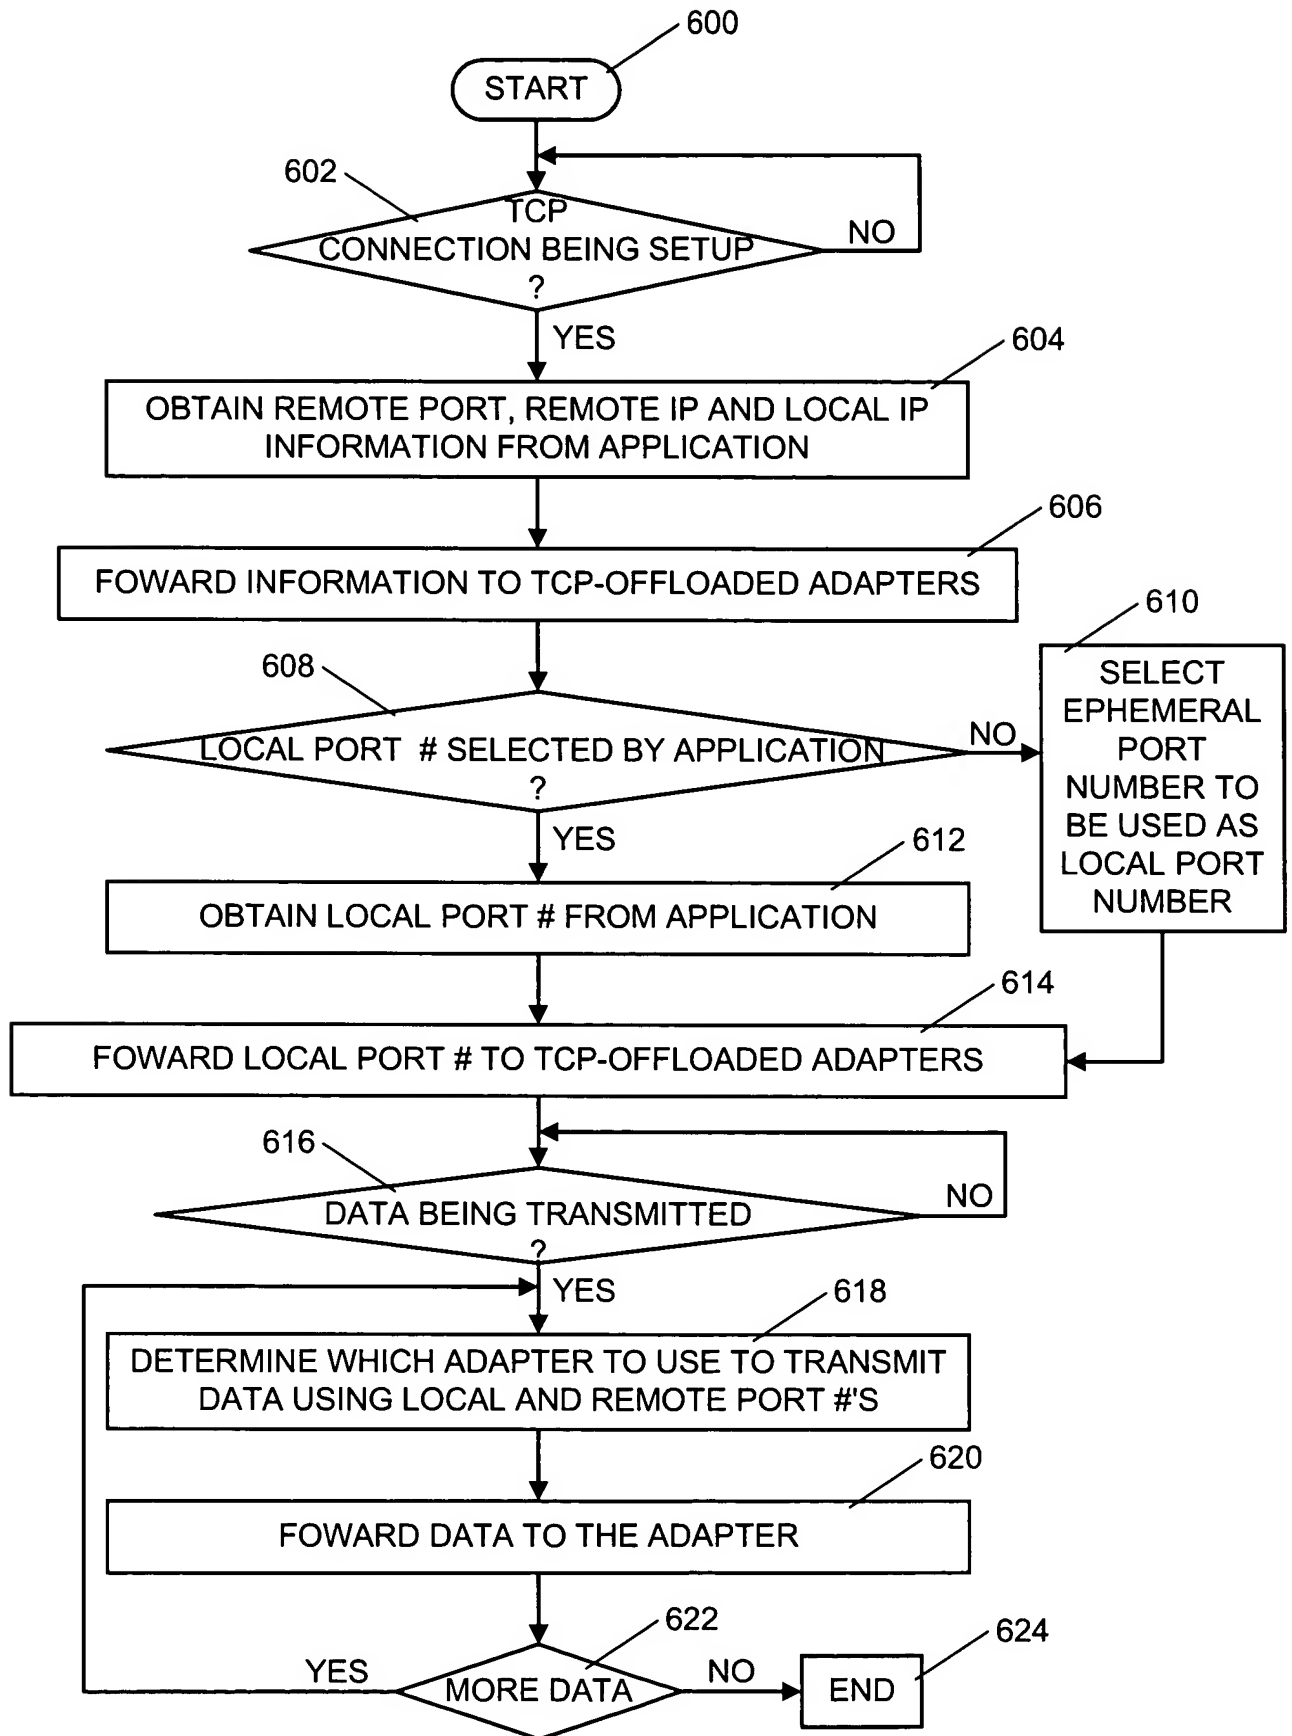 600
START
602
TCP
CONNECTION BEING SETUP
?
NO
YES
604
OBTAIN REMOTE PORT, REMOTE IP AND LOCAL IP
INFORMATION FROM APPLICATION
606
FOWARD INFORMATION TO TCP-OFFLOADED ADAPTERS
608
LOCAL PORT # SELECTED BY APPLICATION
?
NO
610
SELECT
EPHEMERAL
PORT
NUMBER TO
BE USED AS
LOCAL PORT
NUMBER
YES
612
OBTAIN LOCAL PORT # FROM APPLICATION
614
FOWARD LOCAL PORT # TO TCP-OFFLOADED ADAPTERS
616
DATA BEING TRANSMITTED
?
NO
YES
618
DETERMINE WHICH ADAPTER TO USE TO TRANSMIT
DATA USING LOCAL AND REMOTE PORT #'S
620
FOWARD DATA TO THE ADAPTER
622
MORE DATA
YES
NO
624
END